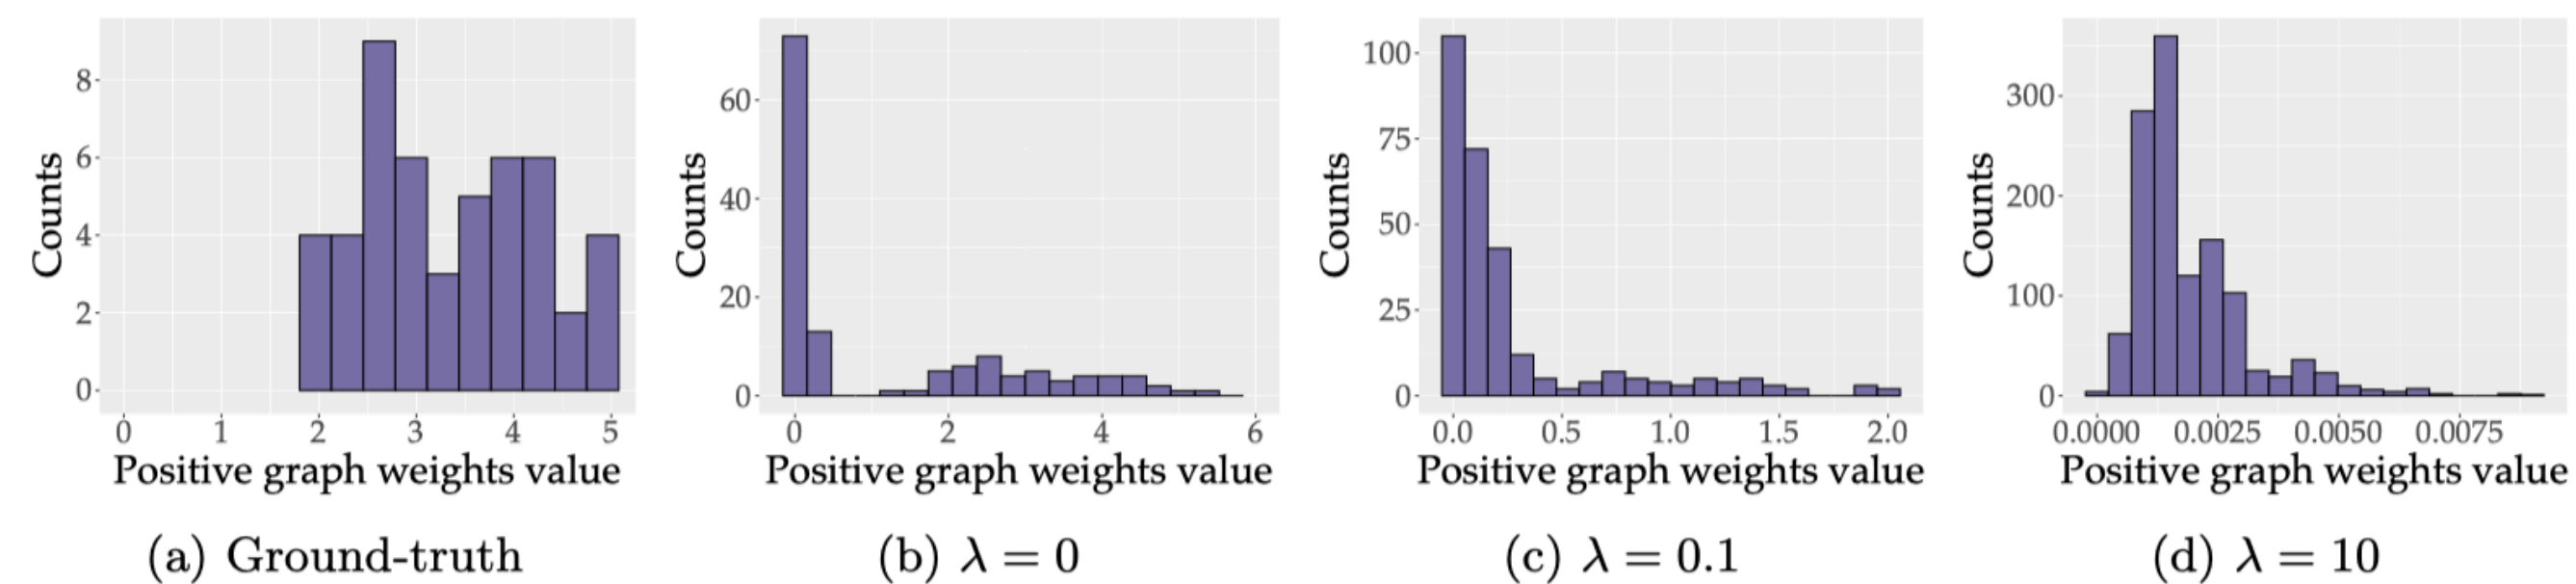 Counts
8
6
4
2
0
0 1 2 3 4 5
Positive graph weights value
(a) Ground-truth
Counts
60
40
20
0
0 2 4 6
Positive graph weights value
(b) λ = 0
Counts
100
75
50
25
0
0.0 0.5 1.0 1.5 2.0
Positive graph weights value
(c) λ = 0.1
Counts
300
200
100
0
0.0000 0.0025 0.0050 0.0075
Positive graph weights value
(d) λ = 10